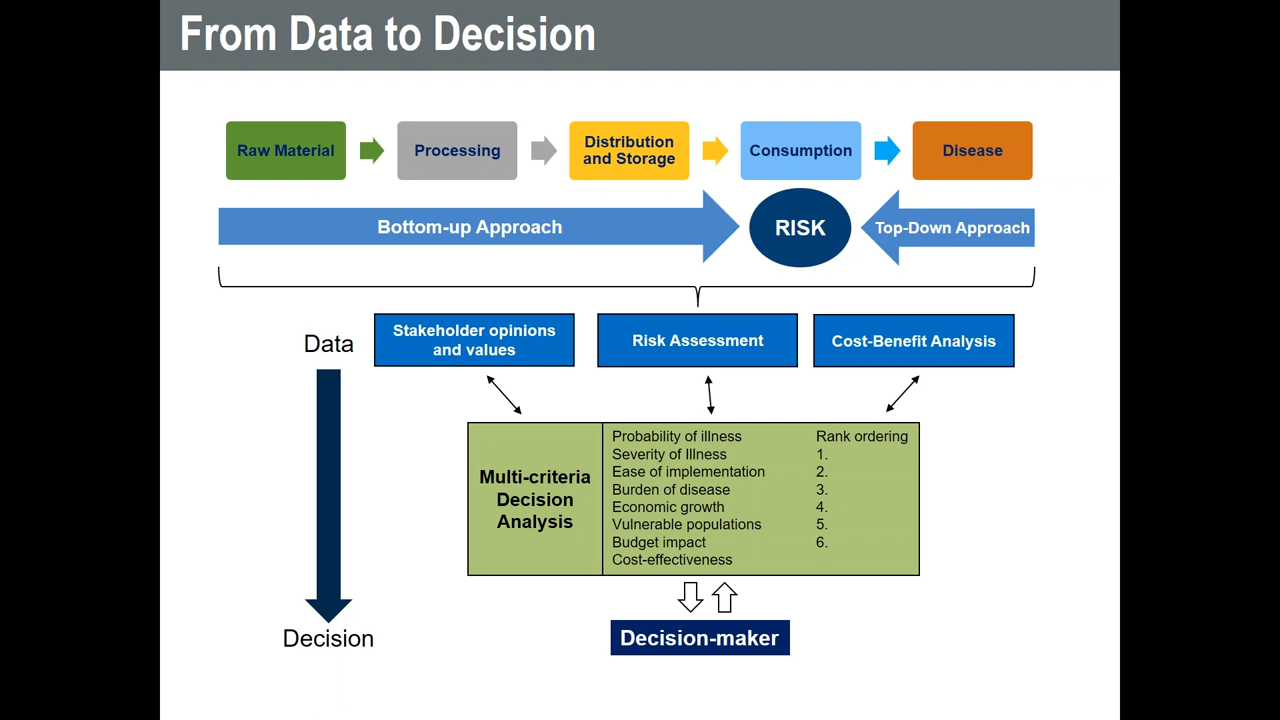 From Data to Decision
Raw Material
Processing
Distribution
and Storage
Consumption
Disease
Bottom-up Approach
RISK
Top-Down Approach
Data
Stakeholder opinions
and values
Risk Assessment
Cost-Benefit Analysis
Multi-criteria
Decision
Analysis
Probability of illness
Severity of Illness
Ease of implementation
Burden of disease
Economic growth
Vulnerable populations
Budget impact
Cost-effectiveness
Rank ordering
1.
2.
3.
4.
5.
6.
Decision
Decision-maker